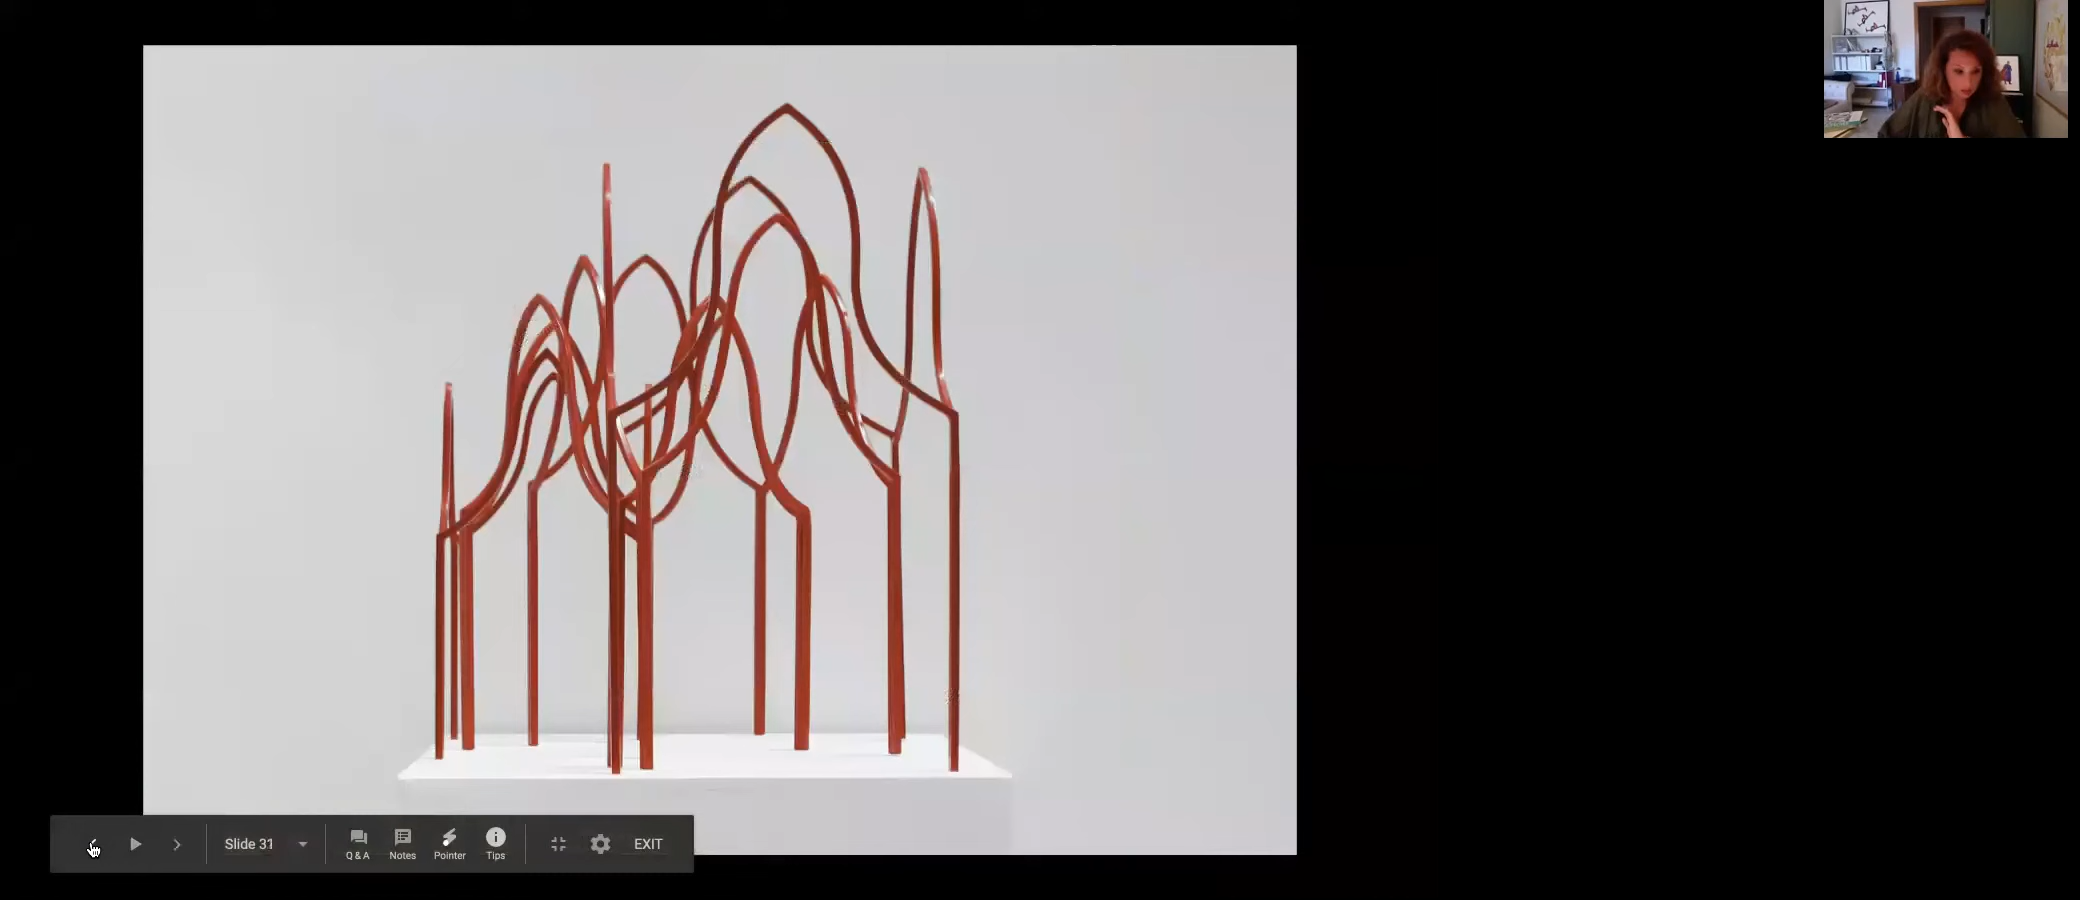 Slide 31
Q & A
Notes
Pointer
Tips
EXIT